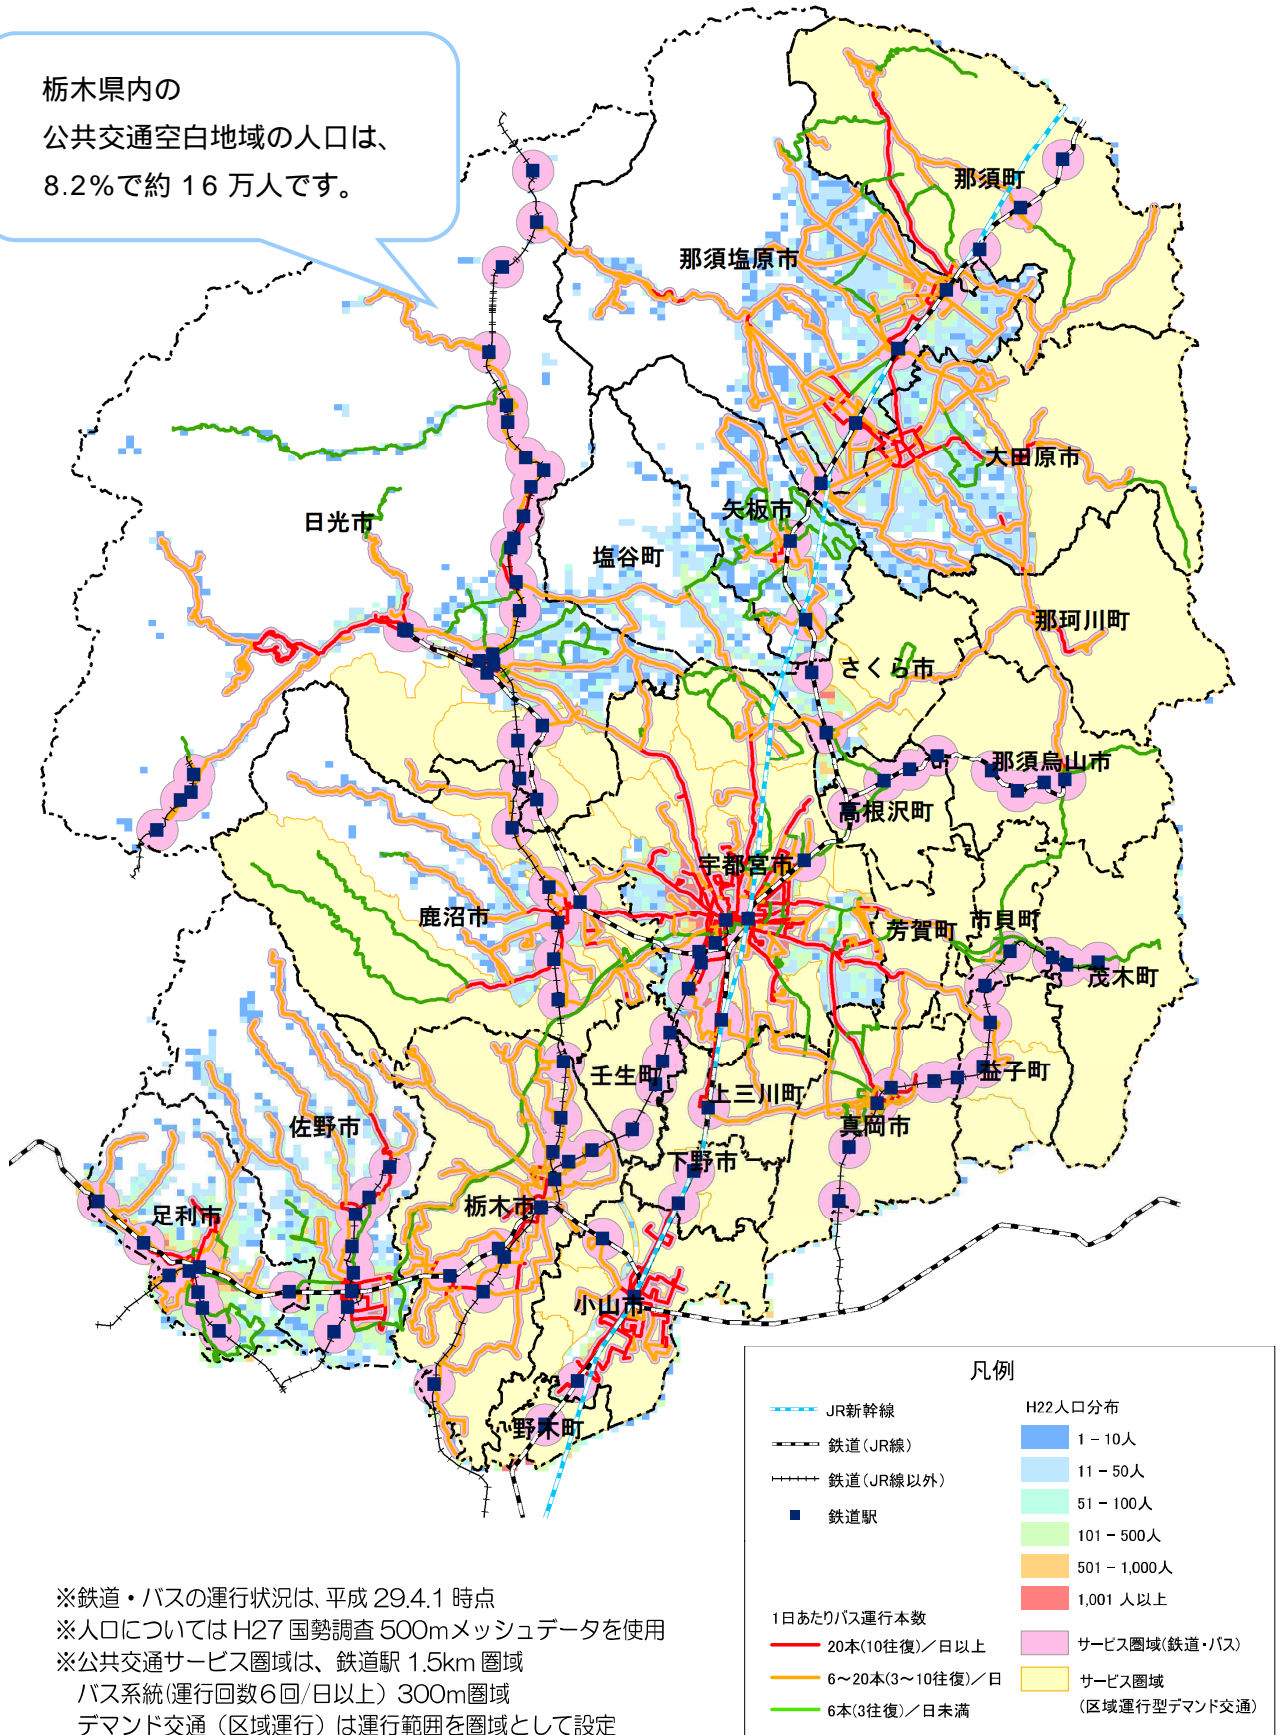 栃木県内の
公共交通空白地域の人口は、
8.2%で約 16 万人です。
那須町
那須塩原市
大田原市
矢板市
日光市
塩谷町
那珂川町
さくら市
那須烏山市
高根沢町
宇都宮市
鹿沼市
芳賀町
市貝町
茂木町
壬生町
益子町
上三川町
佐野市
真岡市
下野市
栃木市
足利市
小山市
野木町
凡例
JR新幹線
鉄道(JR線)
鉄道(JR線以外)
鉄道駅
H22人口分布
1 - 10人
11 - 50人
51 - 100人
101 - 500人
501 - 1,000人
1,001 人以上
1日あたりバス運行本数
20本(10往復)／日以上
6～20本(3～10往復)／日
6本(3往復)／日未満
サービス圏域(鉄道・バス)
サービス圏域
(区域運行型デマンド交通)
※鉄道・バスの運行状況は、平成 29.4.1 時点
※人口については H27 国勢調査 500mメッシュデータを使用
※公共交通サービス圏域は、鉄道駅 1.5km 圏域
バス系統(運行回数６回/日以上) 300m圏域
デマンド交通（区域運行）は運行範囲を圏域として設定